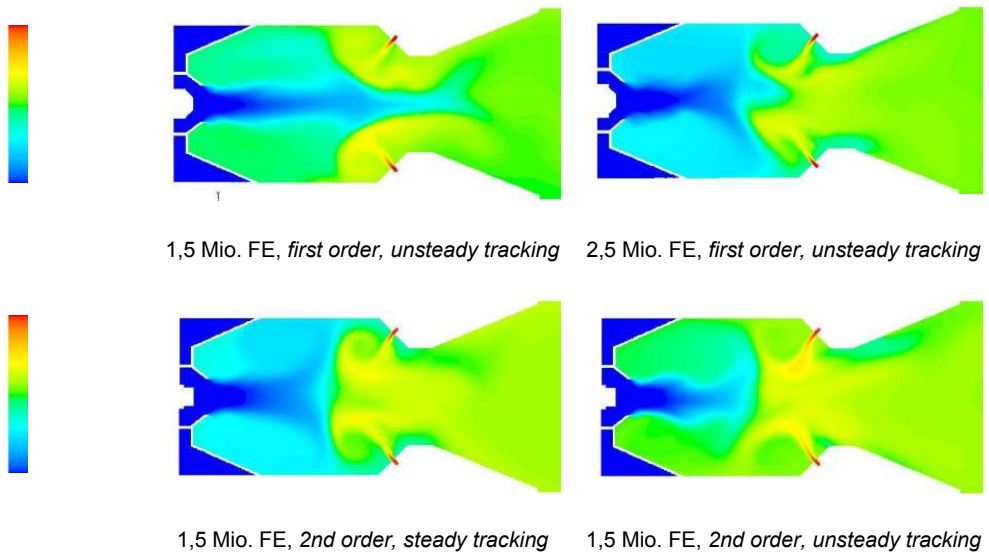 Y
1,5 Mio. FE, first order, unsteady tracking
2,5 Mio. FE, first order, unsteady tracking
1,5 Mio. FE, 2nd order, steady tracking
1,5 Mio. FE, 2nd order, unsteady tracking